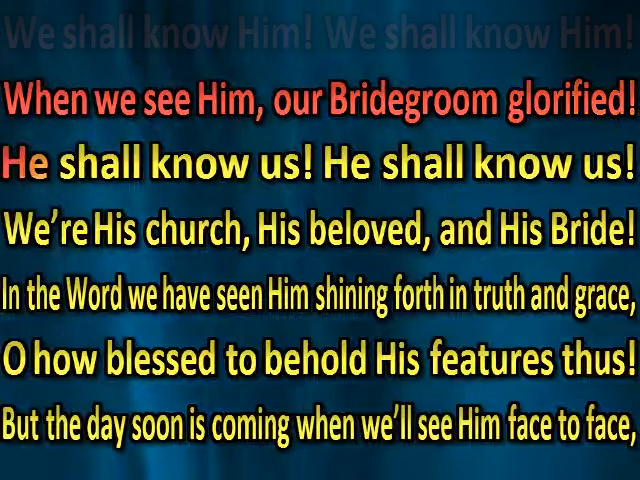 We shall know Him! We shall know Him!
When we see Him, our Bridegroom glorified!
He shall know us! He shall know us!
We’re His church, His beloved, and His Bride!
In the Word we have seen Him shining forth in truth and grace,
O how blessed to behold His features thus!
But the day soon is coming when we’ll see Him face to face,